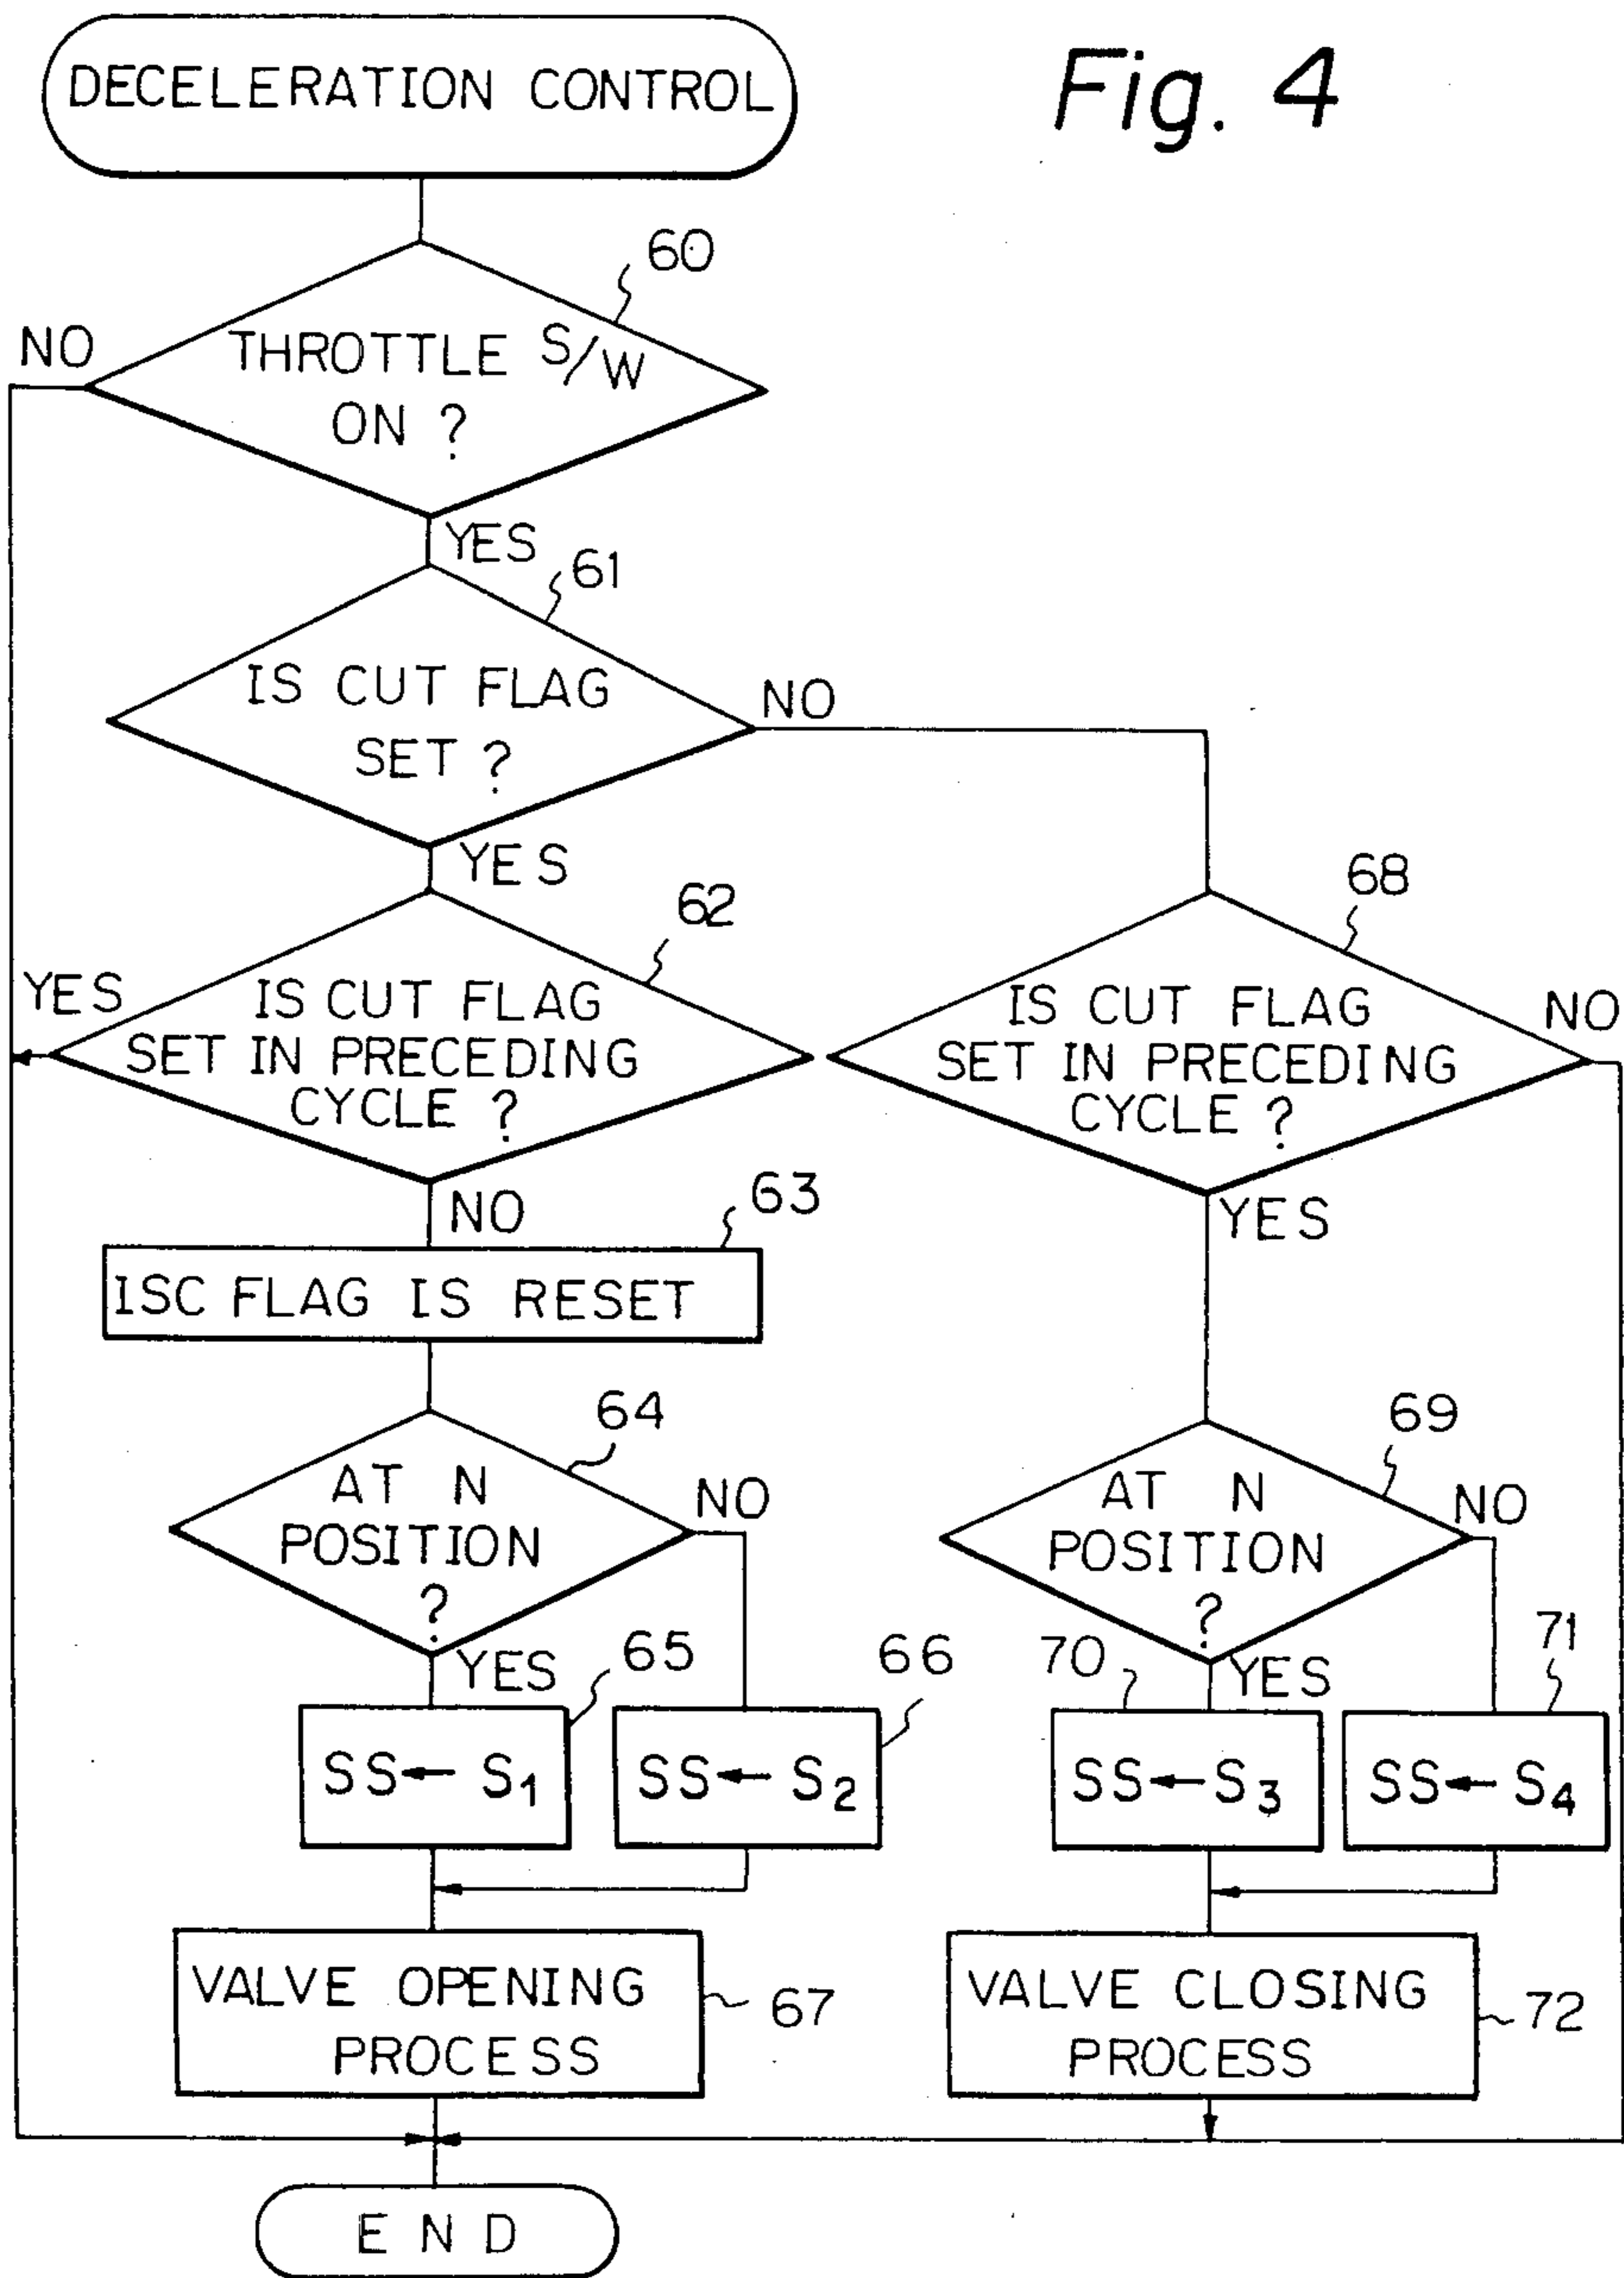 Fig. 4
DECELERATION CONTROL
60
NO
THROTTLE S/W
ON ?
YES
61
IS CUT FLAG
SET ?
NO
YES
62
YES
IS CUT FLAG
SET IN PRECEDING
CYCLE ?
NO
68
IS CUT FLAG
SET IN PRECEDING
CYCLE ?
NO
YES
63
ISC FLAG IS RESET
64
AT N
POSITION
?
NO
YES
69
AT N
POSITION
?
NO
YES
65
SS ← S1
66
SS ← S2
70
SS ← S3
71
SS ← S4
VALVE OPENING
PROCESS
67
VALVE CLOSING
PROCESS
72
END